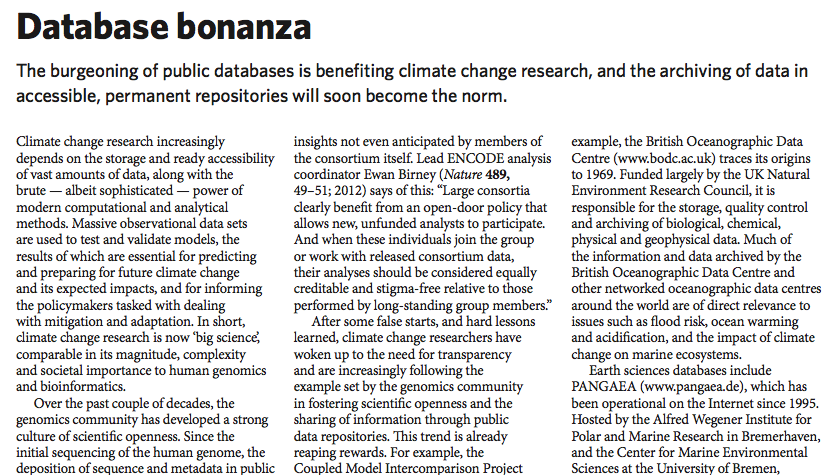 Database bonanza
The burgeoning of public databases is benefiting climate change research, and the archiving of data in
accessible, permanent repositories will soon become the norm.
Climate change research increasingly
depends on the storage and ready accessibility
of vast amounts of data, along with the
brute — albeit sophisticated — power of
modern computational and analytical
methods. Massive observational data sets
are used to test and validate models, the
results of which are essential for predicting
and preparing for future climate change
and its expected impacts, and for informing
the policymakers tasked with dealing
with mitigation and adaptation. In short,
climate change research is now ‘big science’,
comparable in its magnitude, complexity
and societal importance to human genomics
and bioinformatics.
Over the past couple of decades, the
genomics community has developed a strong
culture of scientific openness. Since the
initial sequencing of the human genome, the
deposition of sequence and metadata in public
insights not even anticipated by members of
the consortium itself. Lead ENCODE analysis
coordinator Ewan Birney (Nature 489,
49–51; 2012) says of this: “Large consortia
clearly benefit from an open-door policy that
allows new, unfunded analysts to participate.
And when these individuals join the group
or work with released consortium data,
their analyses should be considered equally
creditable and stigma-free relative to those
performed by long-standing group members.”
After some false starts, and hard lessons
learned, climate change researchers have
woken up to the need for transparency
and are increasingly following the
example set by the genomics community
in fostering scientific openness and the
sharing of information through public
data repositories. This trend is already
reaping rewards. For example, the
Coupled Model Intercomparison Project
example, the British Oceanographic Data
Centre (www.bodc.ac.uk) traces its origins
to 1969. Funded largely by the UK Natural
Environment Research Council, it is
responsible for the storage, quality control
and archiving of biological, chemical,
physical and geophysical data. Much of
the information and data archived by the
British Oceanographic Data Centre and
other networked oceanographic data centres
around the world are of direct relevance to
issues such as flood risk, ocean warming
and acidification, and the impact of climate
change on marine ecosystems.
Earth sciences databases include
PANGAEA (www.pangaea.de), which has
been operational on the Internet since 1995.
Hosted by the Alfred Wegener Institute for
Polar and Marine Research in Bremerhaven,
and the Center for Marine Environmental
Sciences at the University of Bremen,